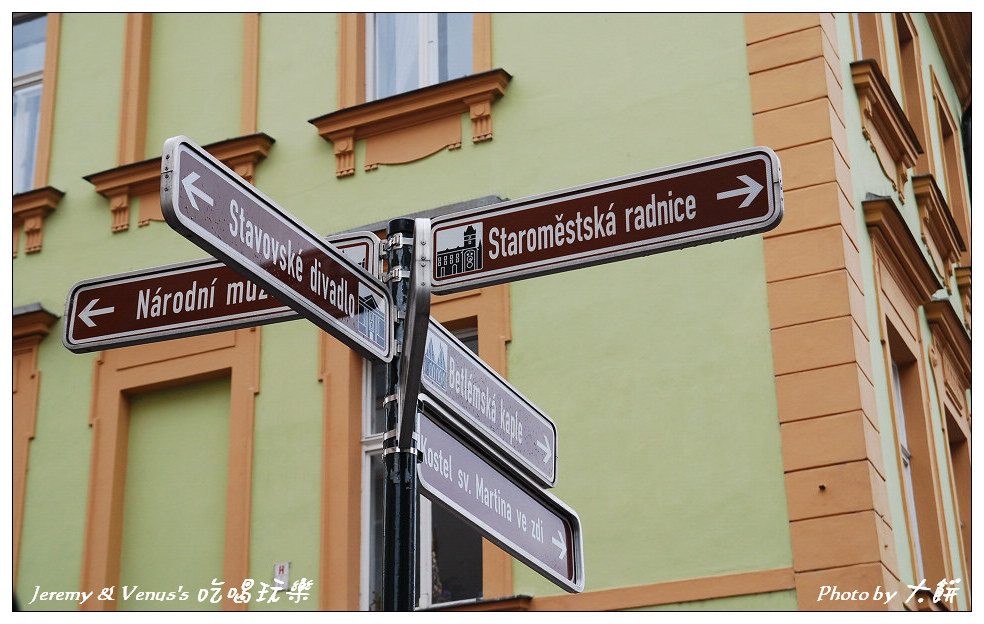 Stavovské divadlo
Staroměstská radnice
Národní muz
Betlémská kaple
Kostel sv. Martina ve zdi
H
Jeremy & Venus's 吃喝玩樂
Photo by 大餅